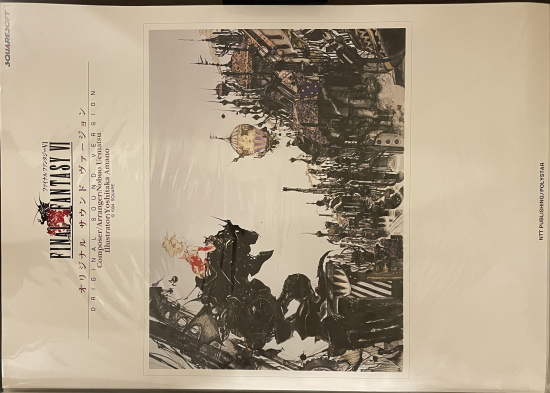 SQUARESOFT
ファイナルファンタジーVI
FINAL FANTASY VI
オリジナル サウンド ヴァージョン
ORIGINAL SOUND VERSION
Composer/Arranger:Nobuo Uematsu
Illustrator:Yoshitaka Amano
© 1994 SQUARE
NTT PUBLISHING/POLYSTAR